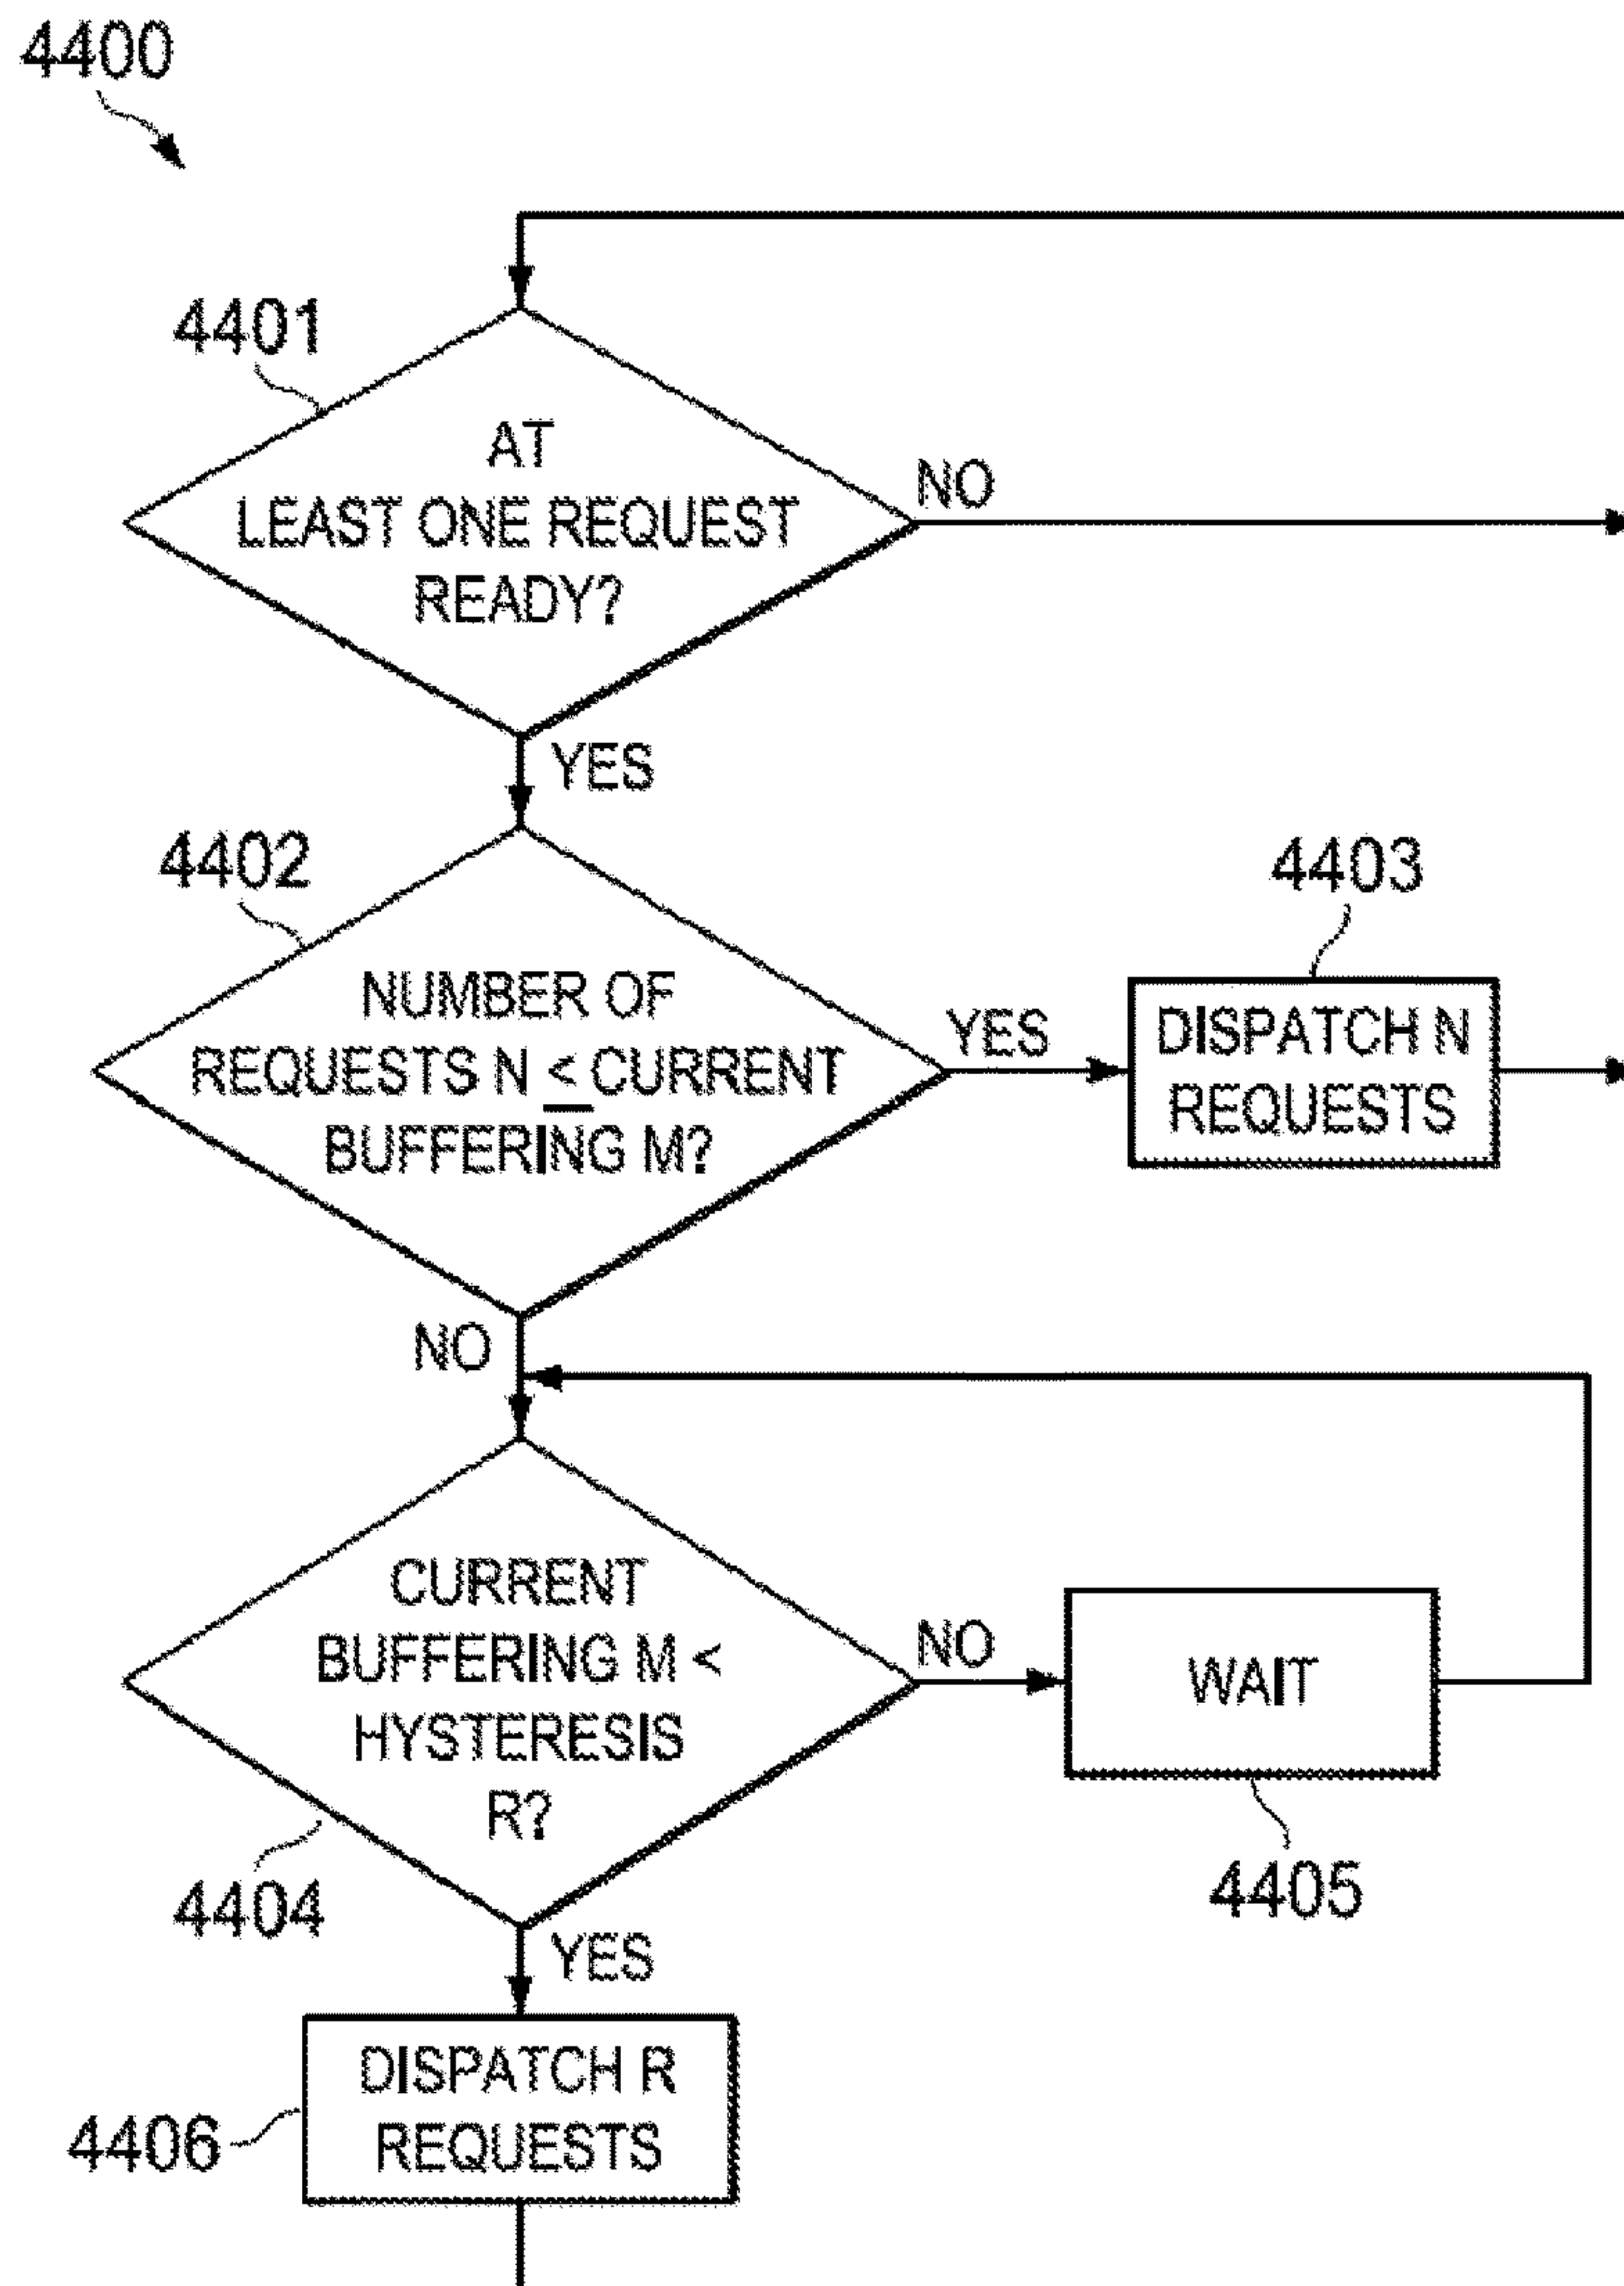 4400
4401
AT
LEAST ONE REQUEST
READY?
NO
YES
4402
NUMBER OF
REQUESTS N ≤ CURRENT
BUFFERING M?
YES
4403
DISPATCH N
REQUESTS
NO
CURRENT
BUFFERING M <
HYSTERESIS
R?
NO
WAIT
4404
4405
YES
DISPATCH R
REQUESTS
4406